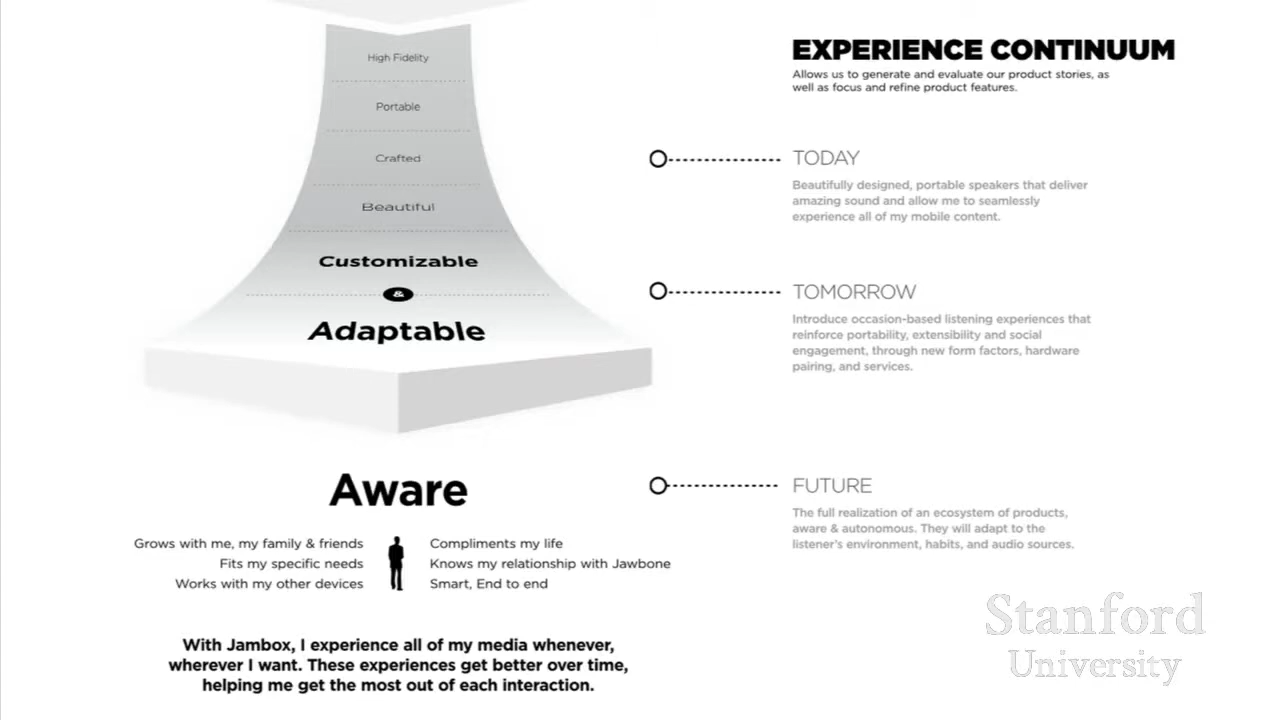 High Fidelity
Portable
Crafted
Beautiful
Customizable
&
Adaptable
Aware
Grows with me, my family & friends
Fits my specific needs
Works with my other devices
Compliments my life
Knows my relationship with Jawbone
Smart, End to end
With Jambox, I experience all of my media whenever,
wherever I want. These experiences get better over time,
helping me get the most out of each interaction.
EXPERIENCE CONTINUUM
Allows us to generate and evaluate our product stories, as
well as focus and refine product features.
TODAY
Beautifully designed, portable speakers that deliver
amazing sound and allow me to seamlessly
experience all of my mobile content.
TOMORROW
Introduce occasion-based listening experiences that
reinforce portability, extensibility and social
engagement, through new form factors, hardware
pairing, and services.
FUTURE
The full realization of an ecosystem of products,
aware & autonomous. They will adapt to the
listener's environment, habits, and audio sources.
Stanford
University